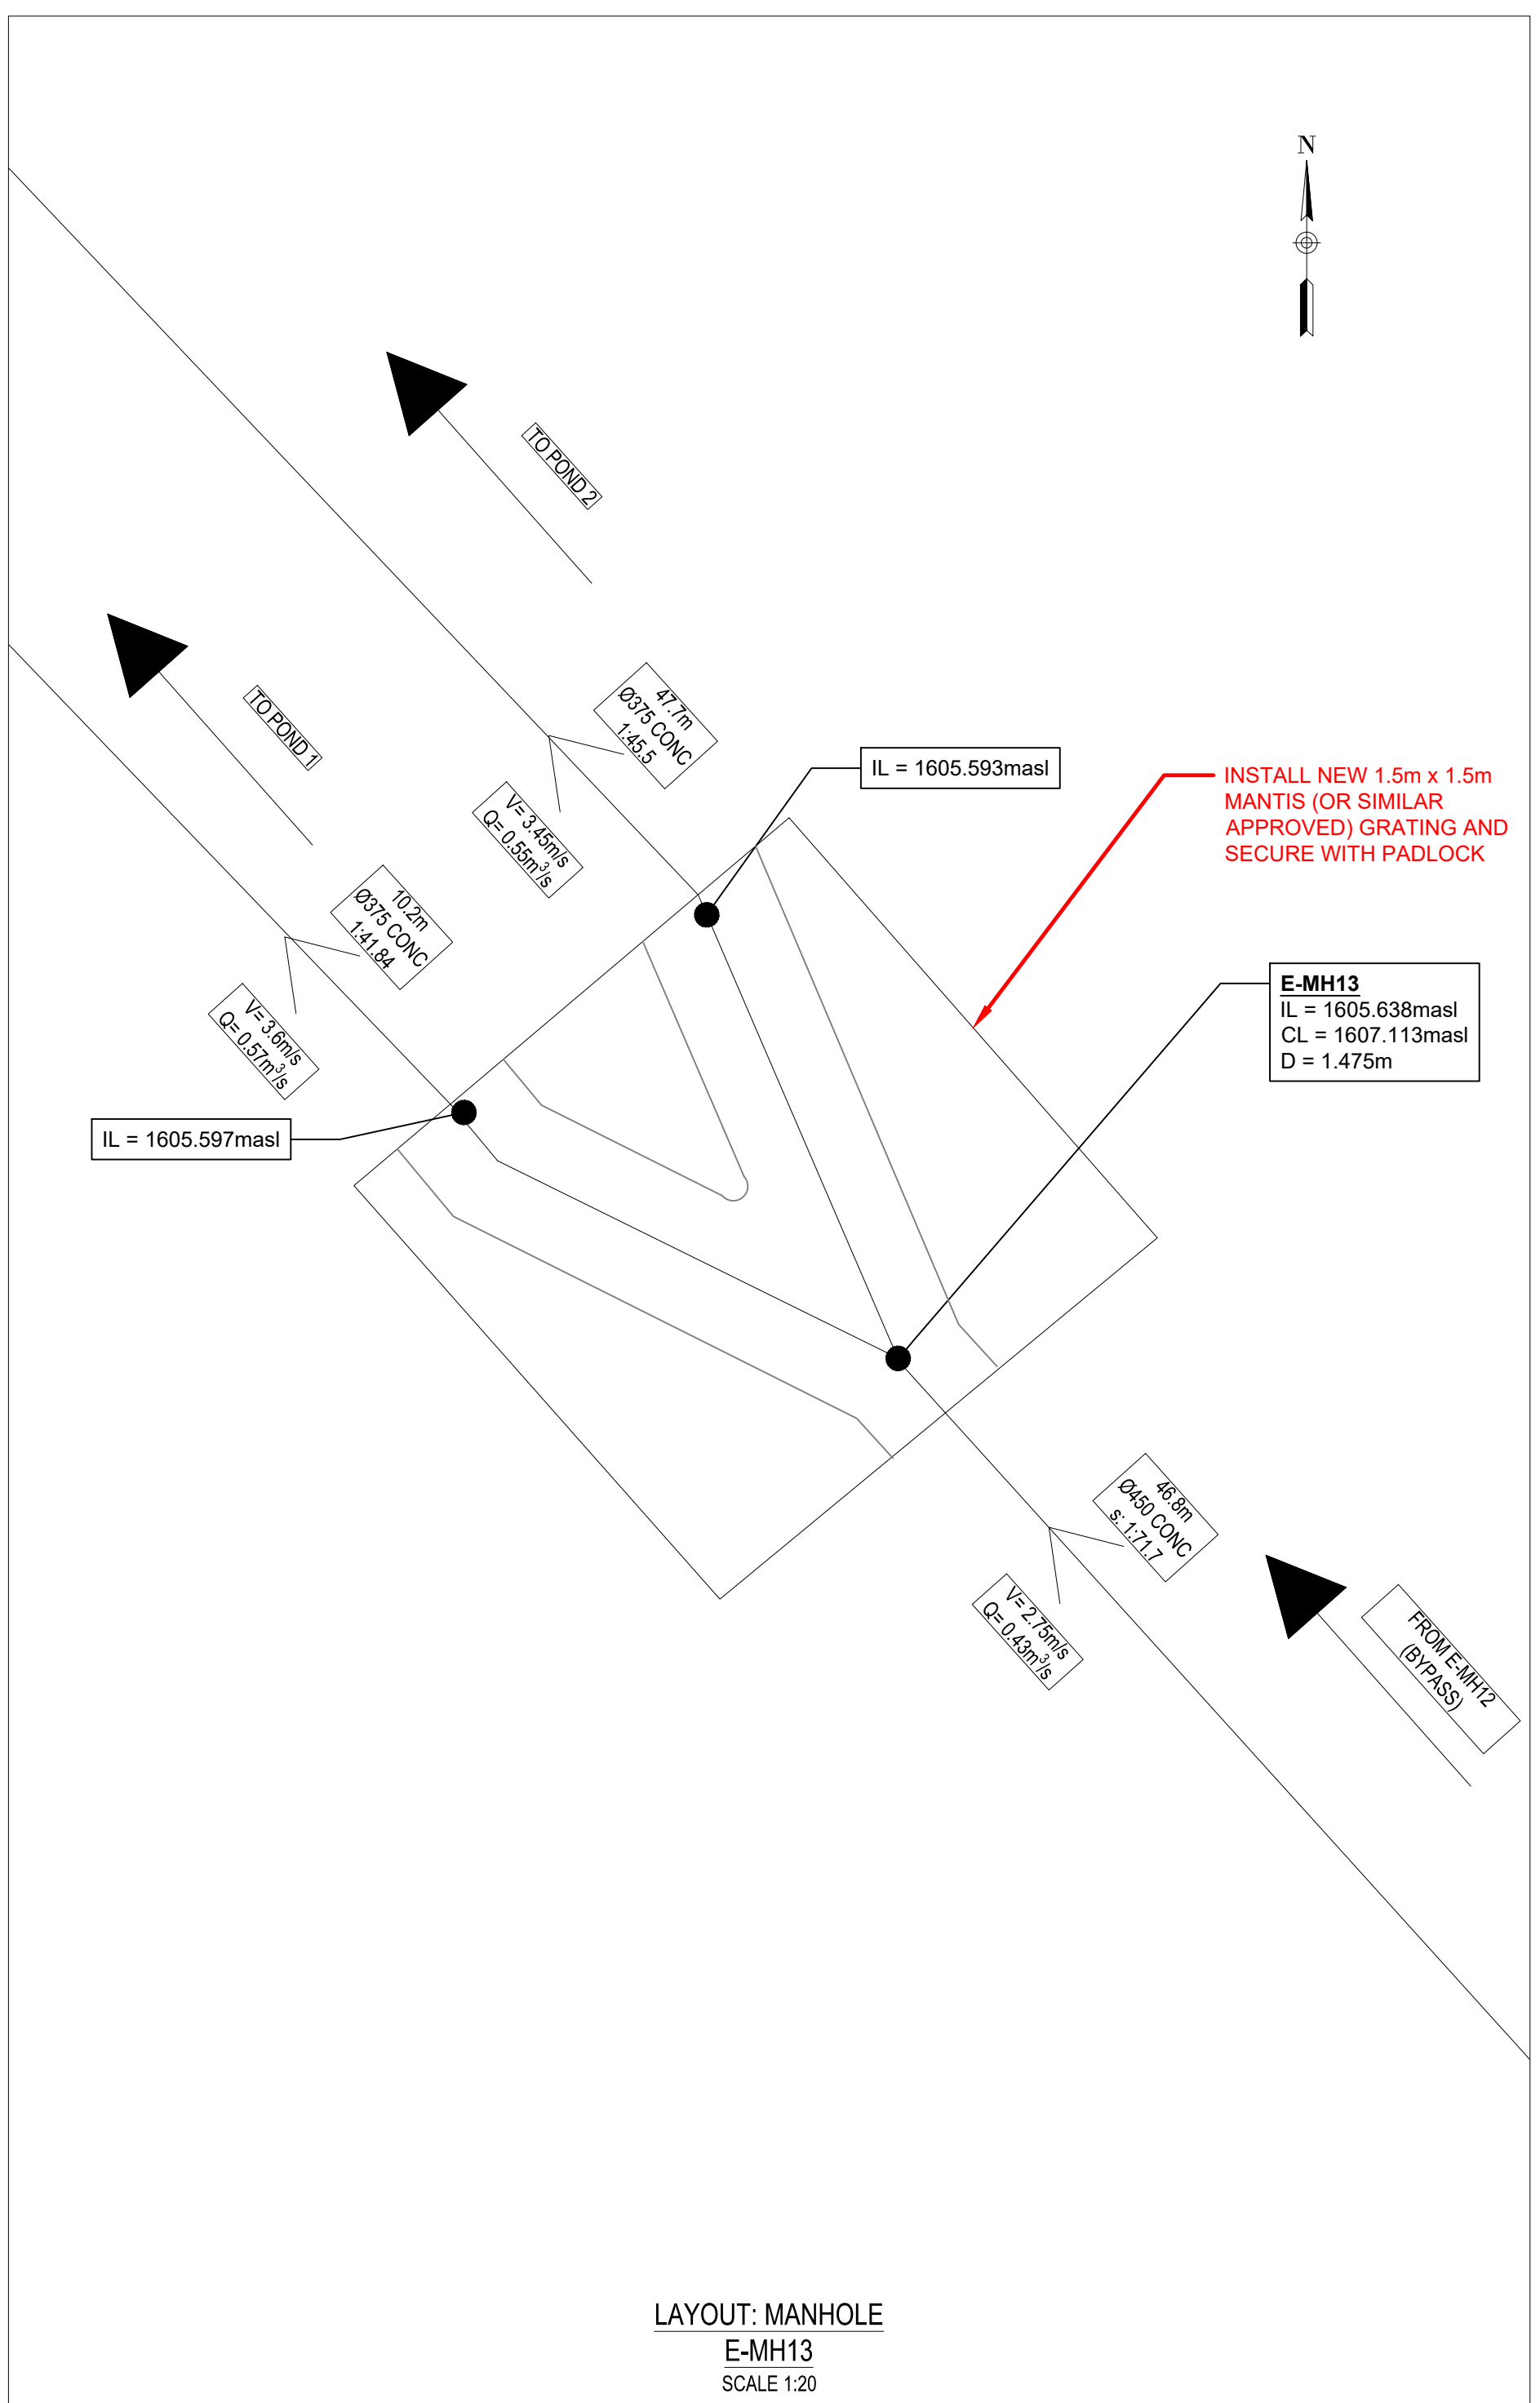 N
TO POND 2
TO POND 1
47.7m
Ø375 CONC
1:45.5
V= 3.45m/s
Q= 0.55m³/s
IL = 1605.593masl
INSTALL NEW 1.5m x 1.5m
MANTIS (OR SIMILAR
APPROVED) GRATING AND
SECURE WITH PADLOCK
10.2m
Ø375 CONC
1:41.84
V= 3.6m/s
Q= 0.57m³/s
E-MH13
IL = 1605.638masl
CL = 1607.113masl
D = 1.475m
IL = 1605.597masl
46.8m
Ø450 CONC
s: 1:71.7
V= 2.75m/s
Q= 0.43m³/s
FROM E-MH12
(BYPASS)
LAYOUT: MANHOLE
E-MH13
SCALE 1:20